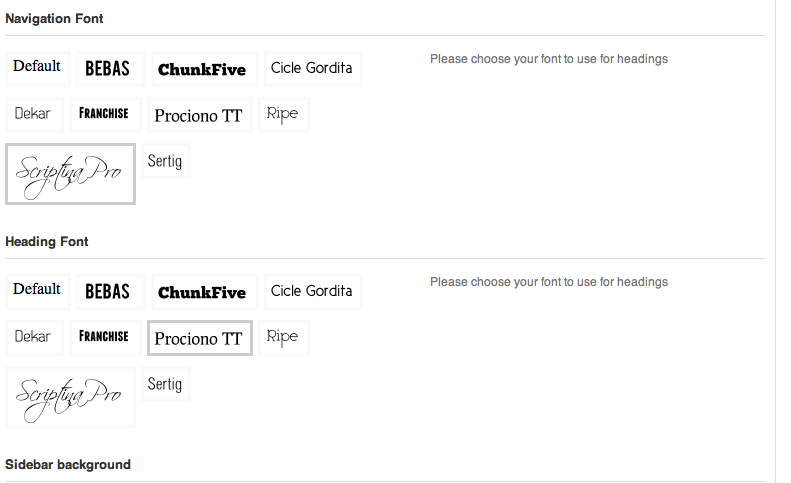 Navigation Font
Default BEBAS ChunkFive Cicle Gordita Please choose your font to use for headings
Dekar FRANCHISE Prociono TT Ripe
Scriptina Pro Sertig
Heading Font
Default BEBAS ChunkFive Cicle Gordita Please choose your font to use for headings
Dekar FRANCHISE Prociono TT Ripe
Scriptina Pro Sertig
Sidebar background